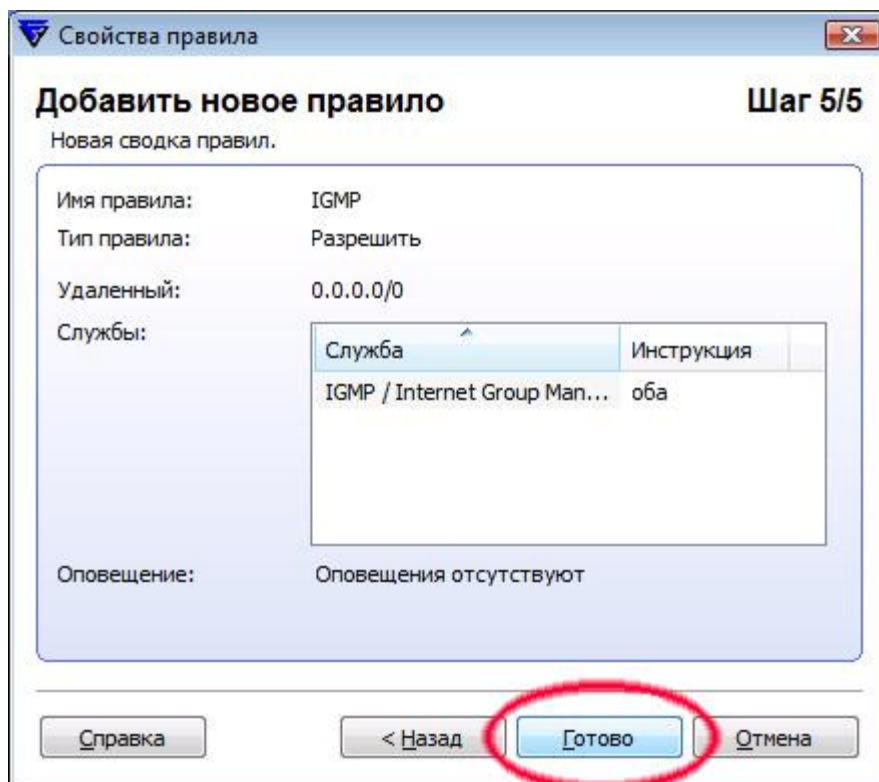 Свойства правила
Добавить новое правило Шаг 5/5
Новая сводка правил.
Имя правила: IGMP
Тип правила: Разрешить
Удаленный: 0.0.0.0/0
Службы:
Служба Инструкция
IGMP / Internet Group Man... оба
Оповещение: Оповещения отсутствуют
Справка < Назад Готово Отмена